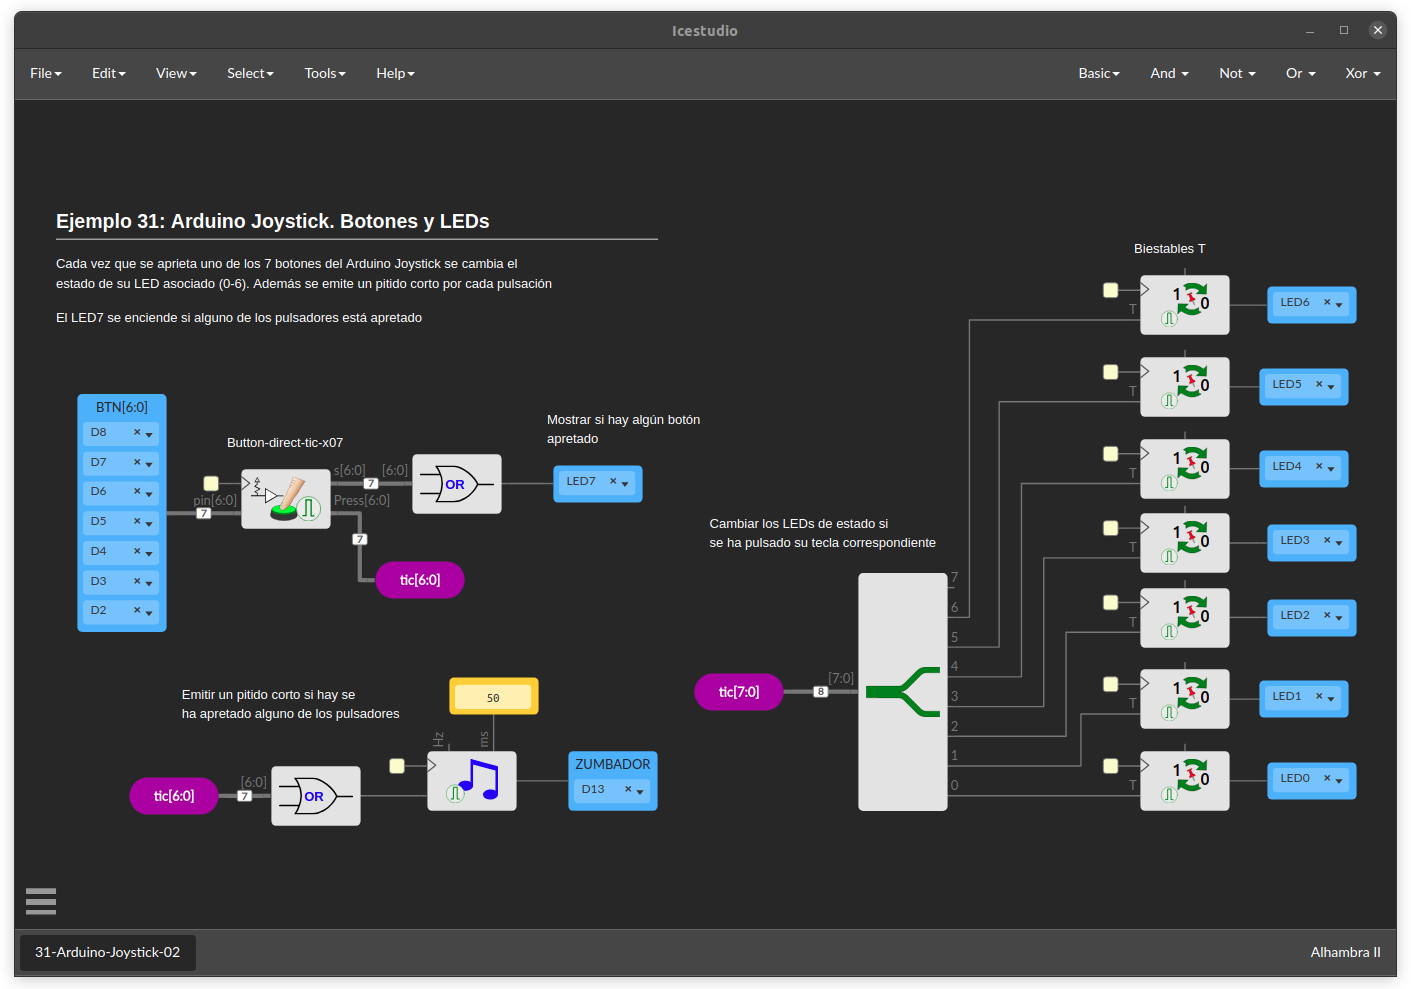 Icestudio
File Edit View Select Tools Help Basic And Not Or Xor
Ejemplo 31: Arduino Joystick. Botones y LEDs
Cada vez que se aprieta uno de los 7 botones del Arduino Joystick se cambia el
estado de su LED asociado (0-6). Además se emite un pitido corto por cada pulsación
El LED7 se enciende si alguno de los pulsadores está apretado
BTN[6:0]
D8
D7
D6
D5
D4
D3
D2
Button-direct-tic-x07
pin[6:0]
7
s[6:0]
7
[6:0]
Press[6:0]
7
OR
Mostrar si hay algún botón
apretado
LED7
tic[6:0]
Emitir un pitido corto si hay se
ha apretado alguno de los pulsadores
50
Hz
ms
tic[6:0]
[6:0]
7
OR
ZUMBADOR
D13
Cambiar los LEDs de estado si
se ha pulsado su tecla correspondiente
tic[7:0]
[7:0]
8
7
6
5
4
3
2
1
0
Biestables T
T
1 0
LED6
T
1 0
LED5
T
1 0
LED4
T
1 0
LED3
T
1 0
LED2
T
1 0
LED1
T
1 0
LED0
31-Arduino-Joystick-02
Alhambra II